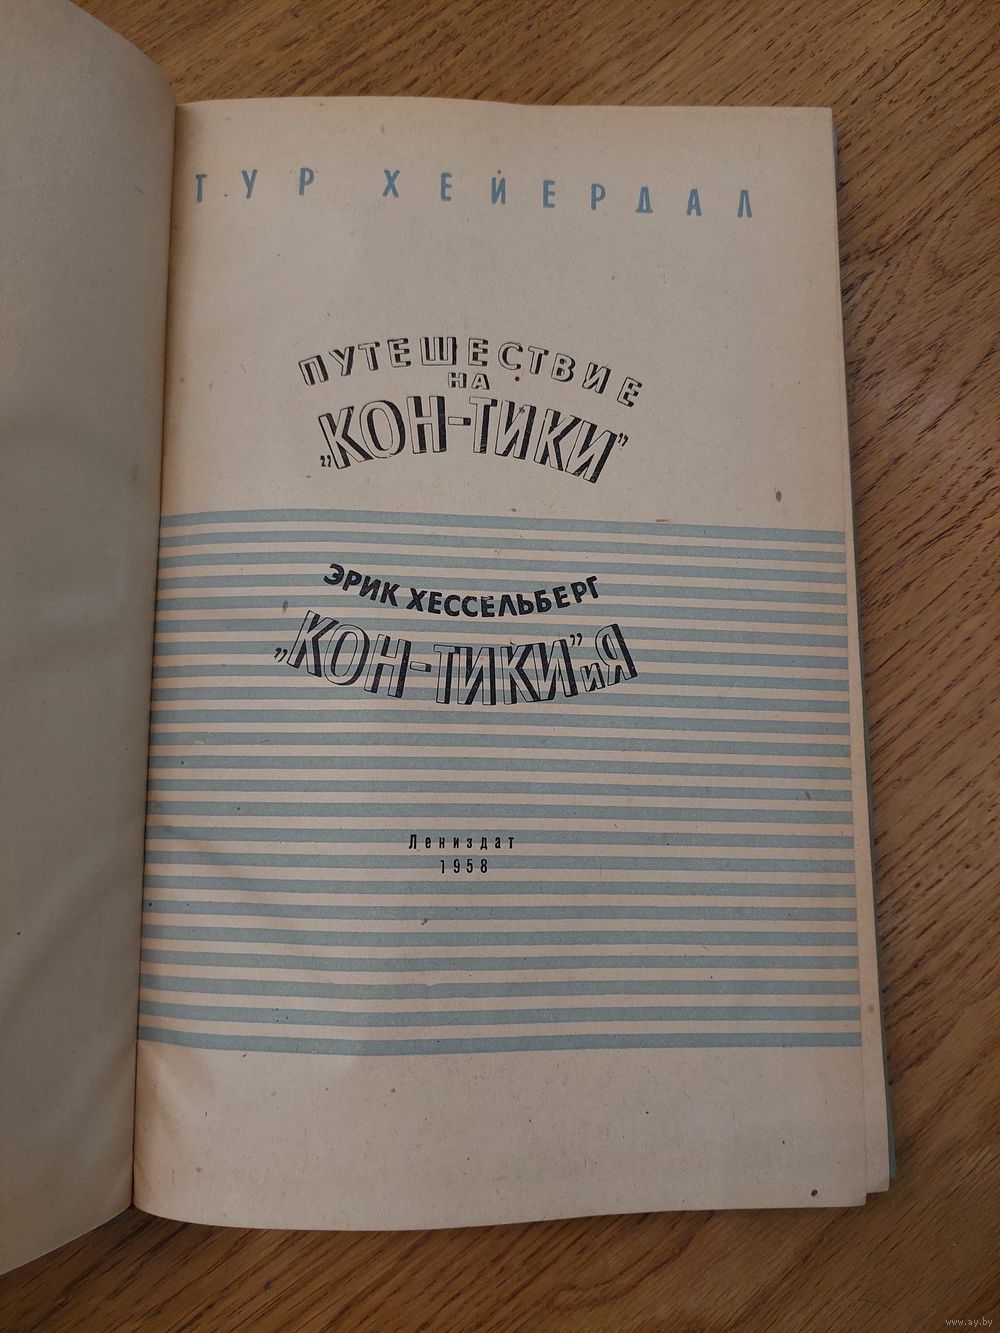 ТУР ХЕЙЕРДАЛ
ПУТЕШЕСТВИЕ
НА
„КОН-ТИКИ”
ЭРИК ХЕССЕЛЬБЕРГ
„КОН-ТИКИ” и Я
Лениздат
1958
www.ay.by